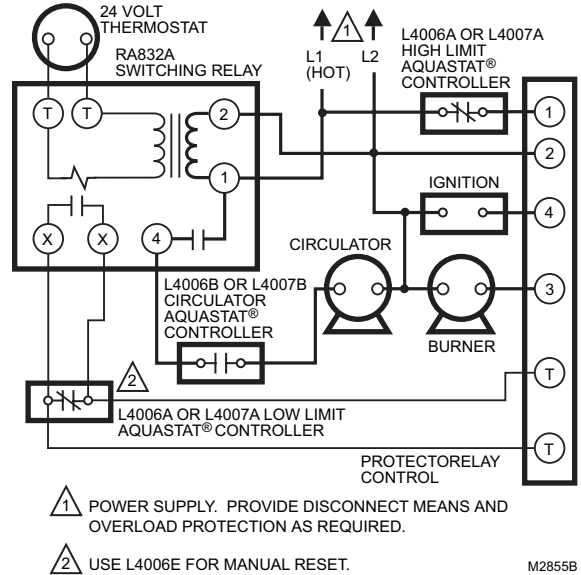 24 VOLT
THERMOSTAT
RA832A
SWITCHING RELAY
1
L1
(HOT)
L2
L4006A OR L4007A
HIGH LIMIT
AQUASTAT®
CONTROLLER
T
T
2
1
X
X
4
1
2
IGNITION
4
CIRCULATOR
3
BURNER
L4006B OR L4007B
CIRCULATOR
AQUASTAT®
CONTROLLER
2
T
L4006A OR L4007A LOW LIMIT
AQUASTAT® CONTROLLER
T
PROTECTORELAY
CONTROL
1 POWER SUPPLY. PROVIDE DISCONNECT MEANS AND
OVERLOAD PROTECTION AS REQUIRED.
2 USE L4006E FOR MANUAL RESET.
M2855B